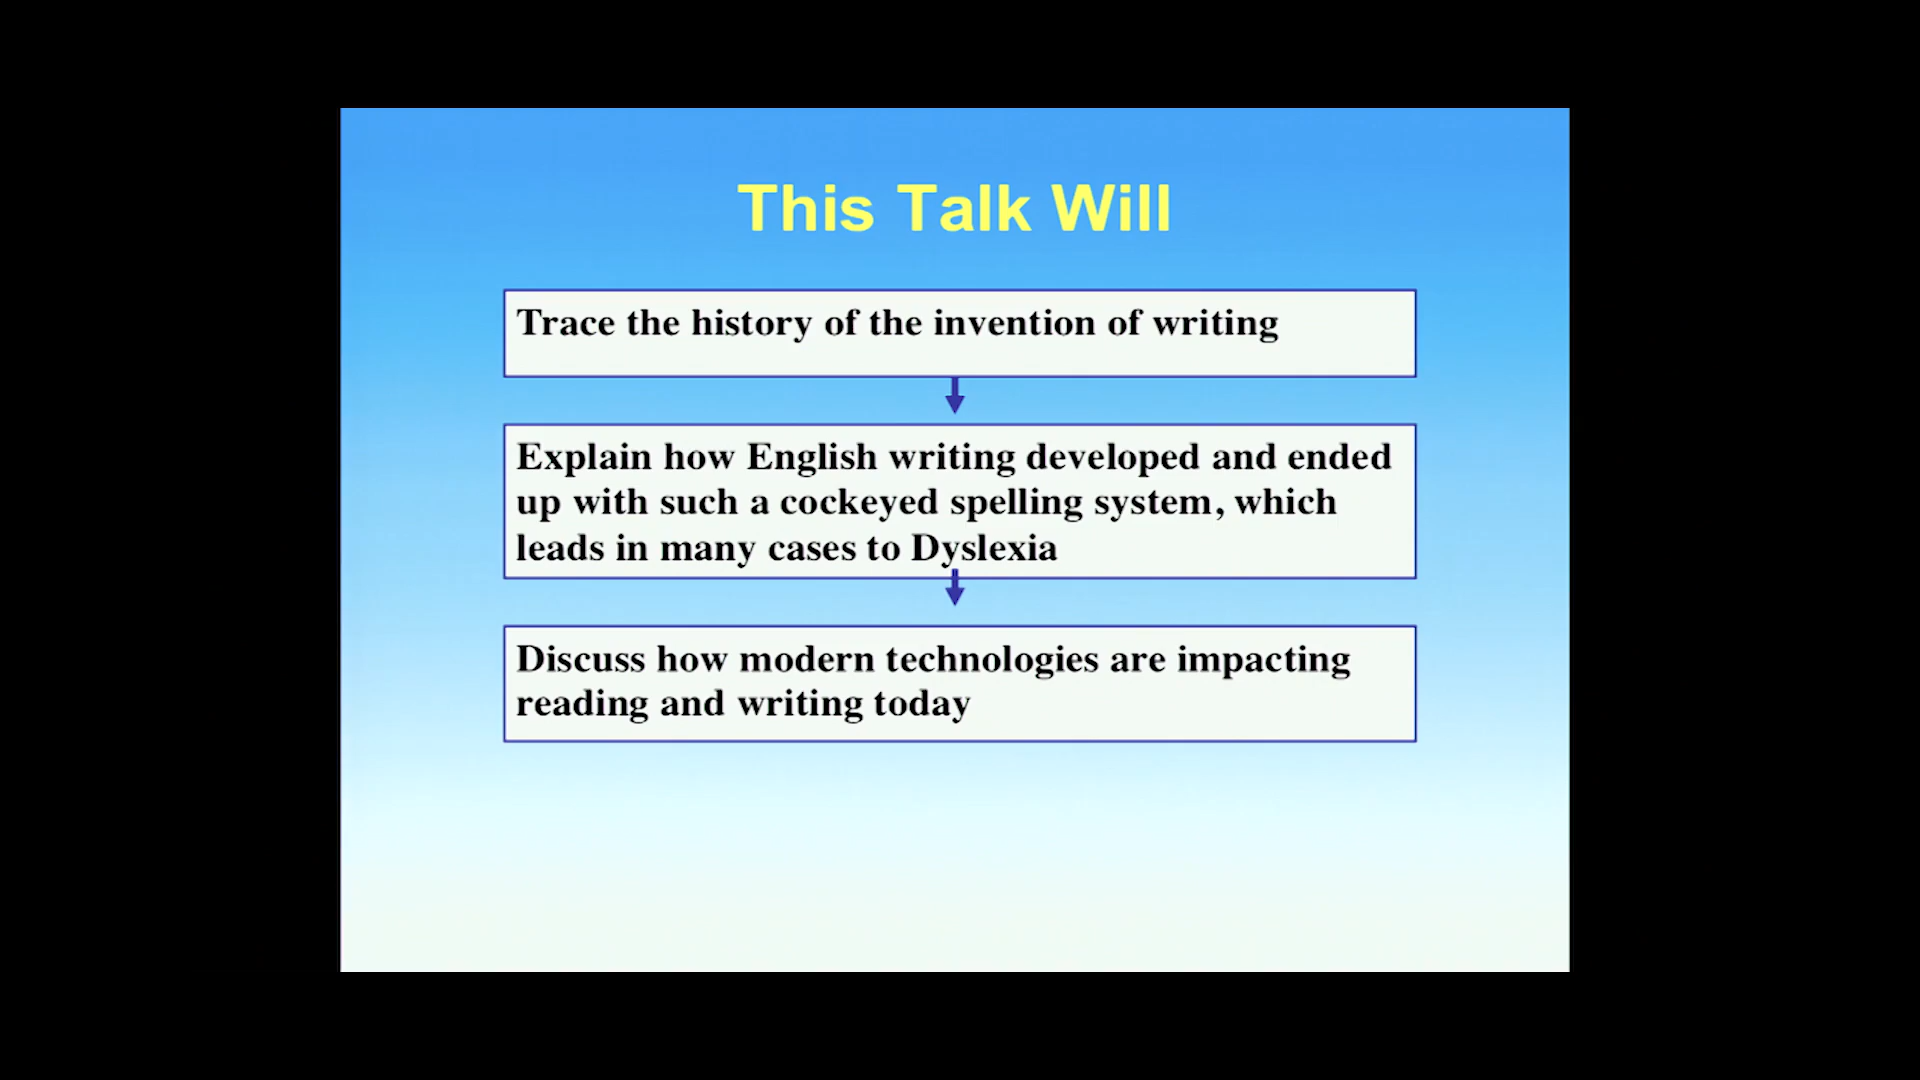 This Talk Will
Trace the history of the invention of writing
Explain how English writing developed and ended
up with such a cockeyed spelling system, which
leads in many cases to Dyslexia
Discuss how modern technologies are impacting
reading and writing today